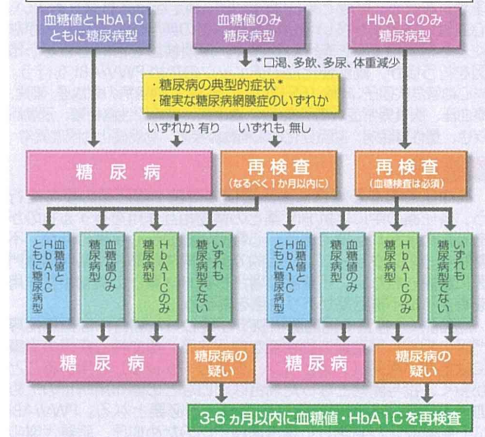 血糖値とHbA1C
ともに糖尿病型
血糖値のみ
糖尿病型
HbA1Cのみ
糖尿病型
*口渇、多飲、多尿、体重減少
・糖尿病の典型的症状*
・確実な糖尿病網膜症のいずれか
いずれか 有り
いずれも 無し
糖尿病
再検査
(なるべく1か月以内に)
再検査
(血糖検査は必須)
血糖値と
HbA1C
ともに糖尿病型
血糖値のみ
糖尿病型
HbA1Cのみ
糖尿病型
いずれも
糖尿病型でない
血糖値と
HbA1C
ともに糖尿病型
血糖値のみ
糖尿病型
HbA1Cのみ
糖尿病型
いずれも
糖尿病型でない
糖尿病
糖尿病の
疑い
糖尿病
糖尿病の
疑い
3-6 ヵ月以内に血糖値・HbA1Cを再検査